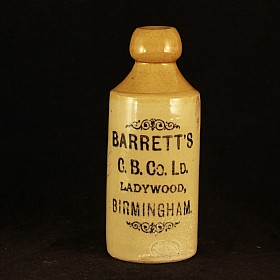 BARRETT'S
G. B. Co. LD.
LADYWOOD,
BIRMINGHAM.